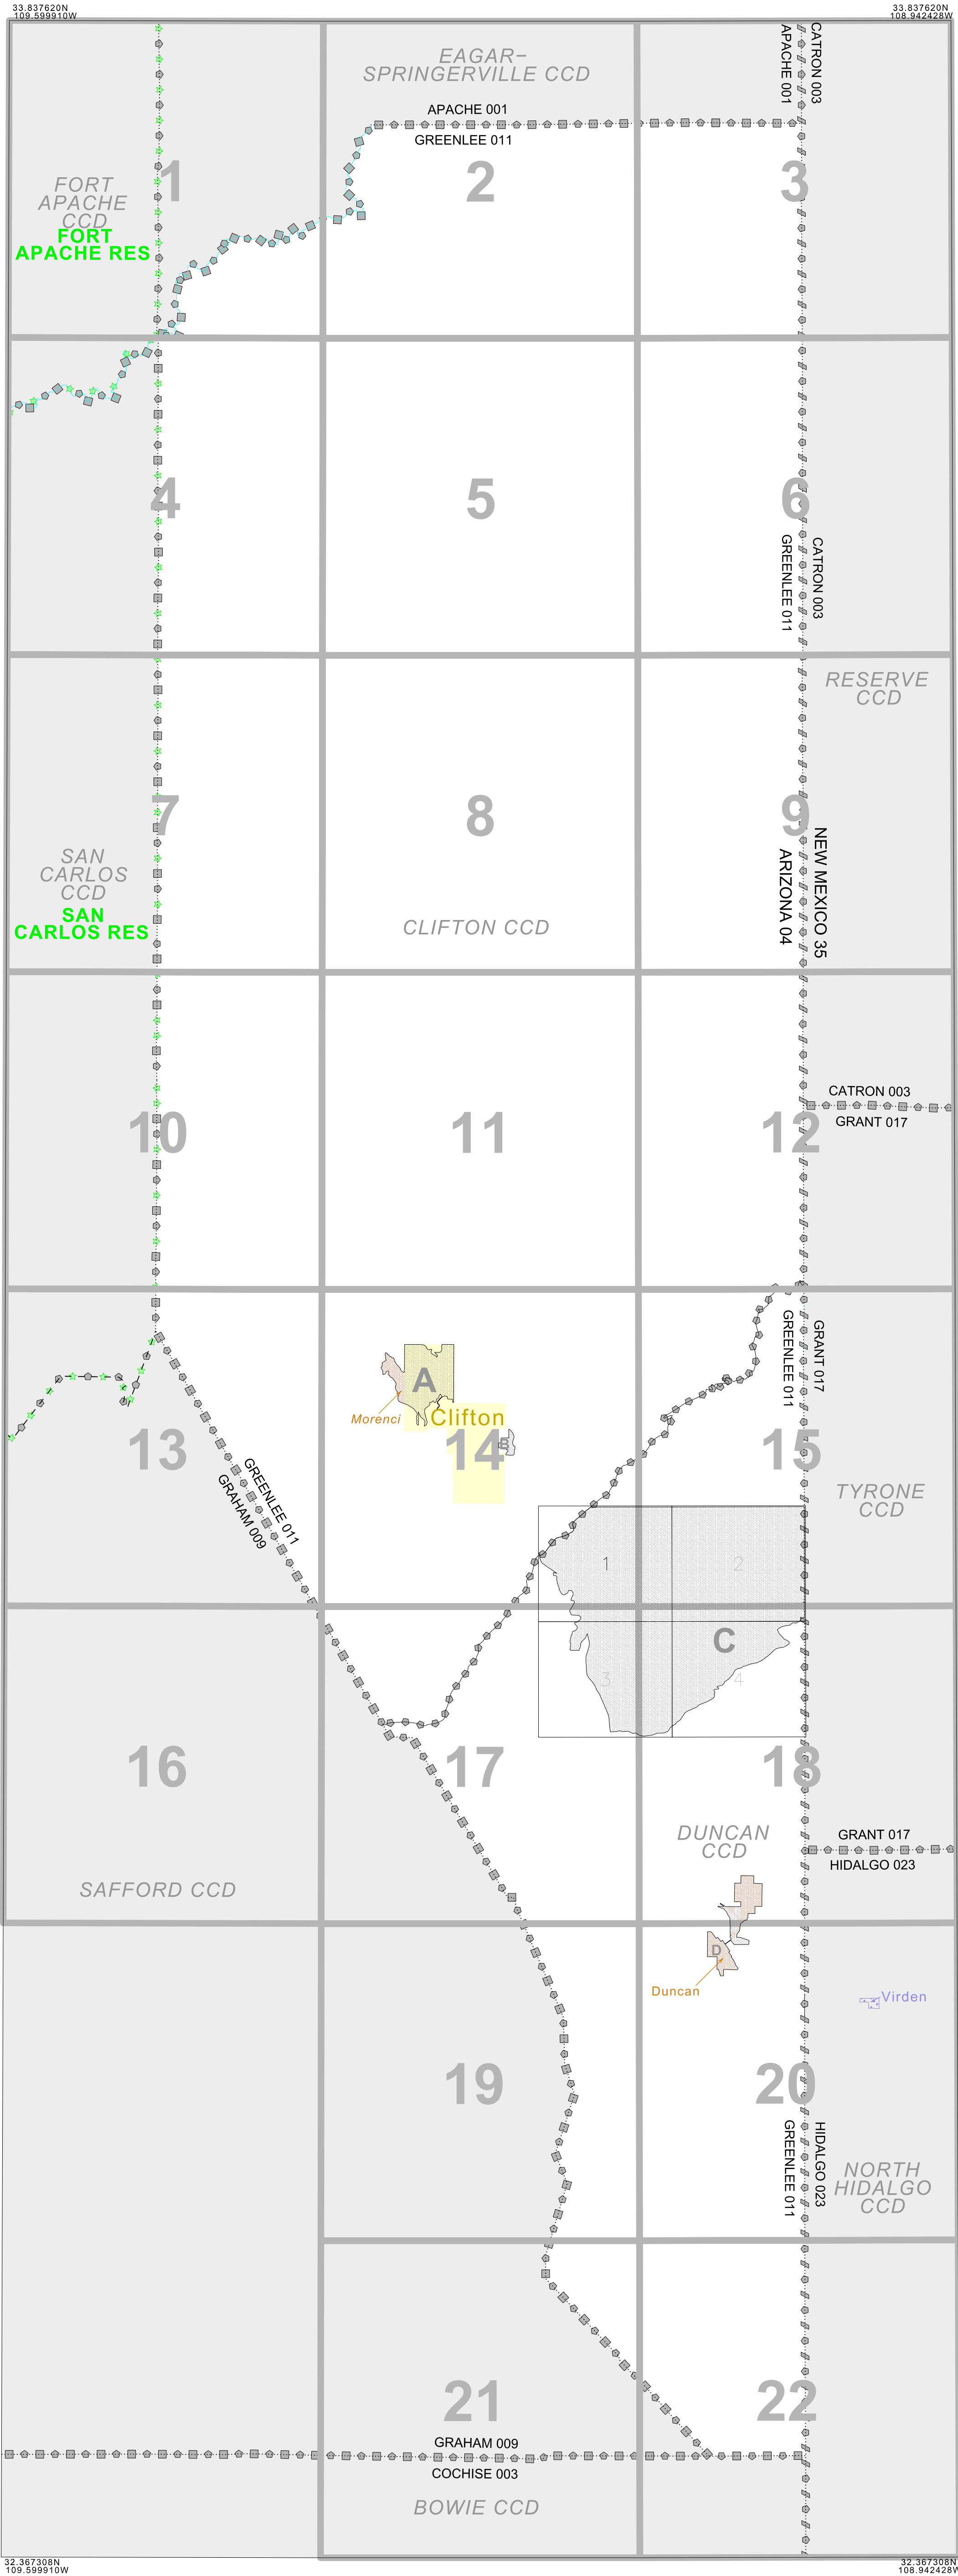 33.837620N
109.599910W
33.837620N
108.942428W
EAGAR-
SPRINGERVILLE CCD
CATRON 003
APACHE 001
APACHE 001
GREENLEE 011
1
2
3
FORT
APACHE
CCD
FORT
APACHE RES
4
5
6
CATRON 003
GREENLEE 011
RESERVE
CCD
7
8
9
NEW MEXICO 35
ARIZONA 04
SAN
CARLOS
CCD
SAN
CARLOS RES
CLIFTON CCD
CATRON 003
GRANT 017
10
11
12
GRANT 017
GREENLEE 011
A
Morenci
Clifton
B
13
14
15
GREENLEE 011
GRAHAM 009
TYRONE
CCD
1
2
C
3
4
16
17
18
DUNCAN
CCD
GRANT 017
HIDALGO 023
SAFFORD CCD
D
Duncan
Virden
19
20
HIDALGO 023
GREENLEE 011
NORTH
HIDALGO
CCD
21
22
GRAHAM 009
COCHISE 003
BOWIE CCD
32.367308N
109.599910W
32.367308N
108.942428W